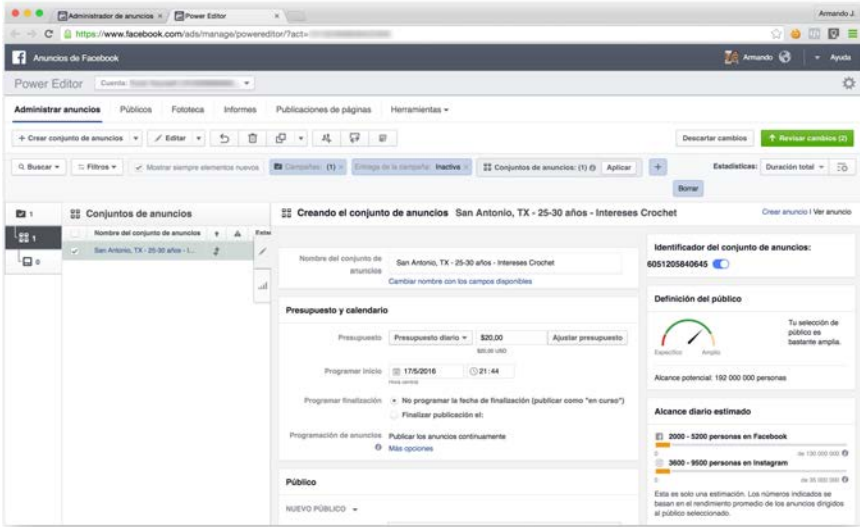 Administrador de anuncios
Power Editor
Armando J.
https://www.facebook.com/ads/manage/powereditor/?act=
Anuncios de Facebook
Armando
Ayuda
Power Editor
Cuenta:
Administrar anuncios
Públicos
Fototeca
Informes
Publicaciones de páginas
Herramientas
+ Crear conjunto de anuncios
Editar
Descartar cambios
Revisar cambios (2)
Buscar
Filtros
Mostrar siempre elementos nuevos
Campañas: (1)
Entrega de la campaña: Inactiva
Conjuntos de anuncios: (1)
Aplicar
+
Estadísticas: Duración total
Borrar
1
Conjuntos de anuncios
Creando el conjunto de anuncios San Antonio, TX - 25-30 años - Intereses Crochet
Crear anuncio I Ver anuncio
1
Nombre del conjunto de anuncios
San Antonio, TX - 25-30 años - I...
0
Nombre del conjunto de anuncios
San Antonio, TX - 25-30 años - Intereses Crochet
Cambiar nombre con los campos disponibles
Identificador del conjunto de anuncios:
6051205840645
Presupuesto y calendario
Presupuesto
Presupuesto diario
$20,00
Ajustar presupuesto
Programar inicio
17/5/2016
21:44
Hora central
Programar finalización
No programar la fecha de finalización (publicar como "en curso")
Finalizar publicación el:
Programación de anuncios
Publicar los anuncios continuamente
Más opciones
Público
NUEVO PÚBLICO
Definición del público
Tu selección de
público es
bastante amplia.
Específico
Amplio
Alcance potencial: 192 000 000 personas
Alcance diario estimado
2000 - 5200 personas en Facebook
0
de 130 000 000
3600 - 9500 personas en Instagram
0
de 35 000 000
Esta es solo una estimación. Los números indicados se
basan en el rendimiento promedio de los anuncios dirigidos
al público seleccionado.